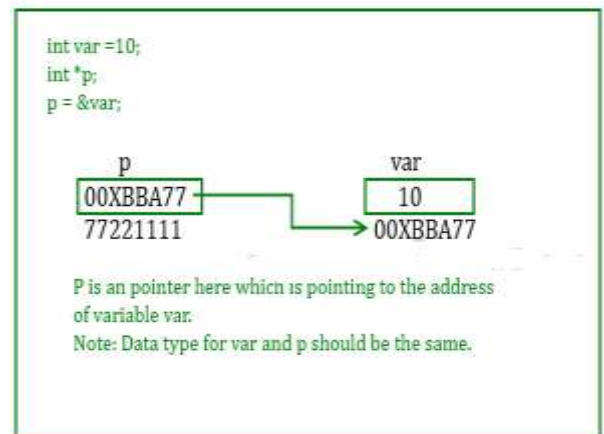 int var =10;
int *p;
p = &var;
p var
00XBBA77 10
77221111 00XBBA77
P is an pointer here which is pointing to the address
of variable var.
Note: Data type for var and p should be the same.